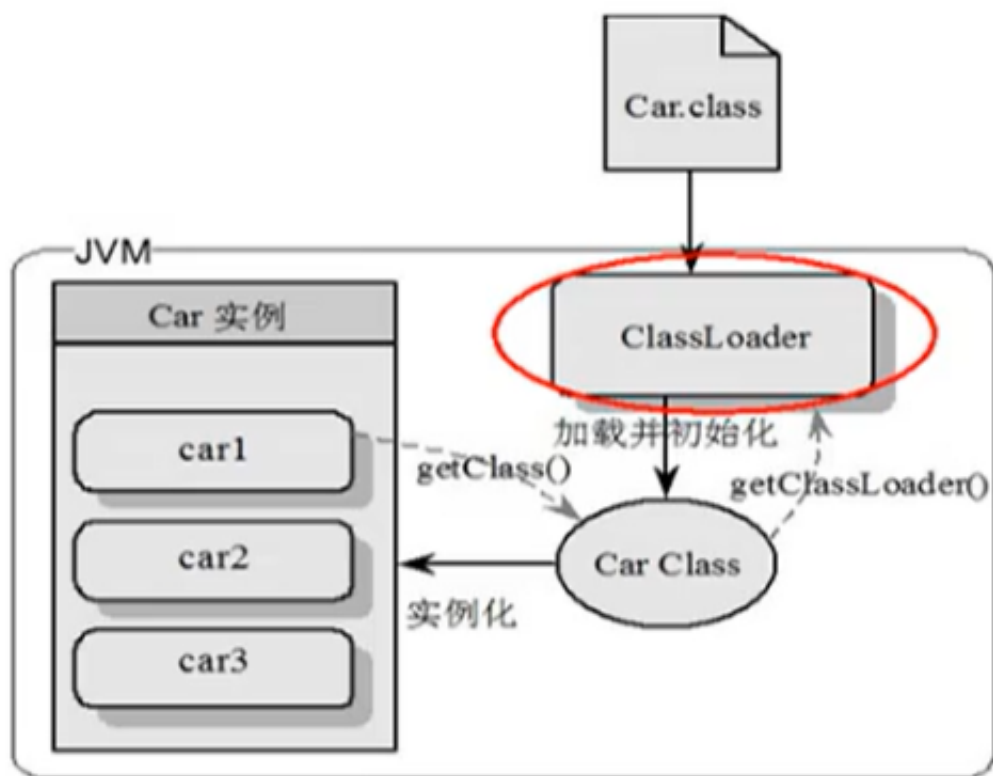 Car.class
JVM
Car 实例
ClassLoader
加载并初始化
car1
getClass()
getClassLoader()
car2
Car Class
实例化
car3